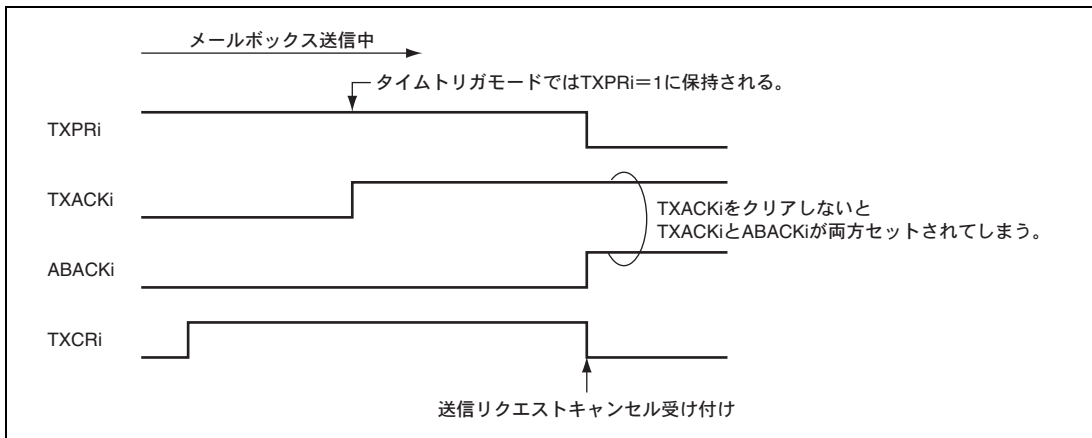 メールボックス送信中
タイムトリガモードではTXPRi=1に保持される。
TXPRi
TXACKi
TXACKiをクリアしないと
TXACKiとABACKiが両方セットされてしまう。
ABACKi
TXCRi
送信リクエストキャンセル受け付け